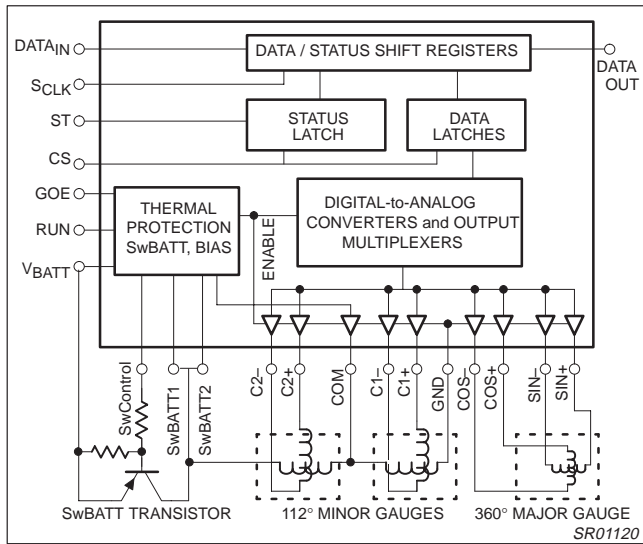 DATAIN
DATA / STATUS SHIFT REGISTERS
DATA
OUT
SCLK
ST
STATUS
LATCH
DATA
LATCHES
CS
GOE
THERMAL
PROTECTION
SwBATT, BIAS
DIGITAL-to-ANALOG
CONVERTERS and OUTPUT
MULTIPLEXERS
RUN
ENABLE
VBATT
SwControl
SwBATT1
SwBATT2
C2–
C2+
COM
C1–
C1+
GND
COS–
COS+
SIN–
SIN+
SwBATT TRANSISTOR
112° MINOR GAUGES
360° MAJOR GAUGE
SR01120